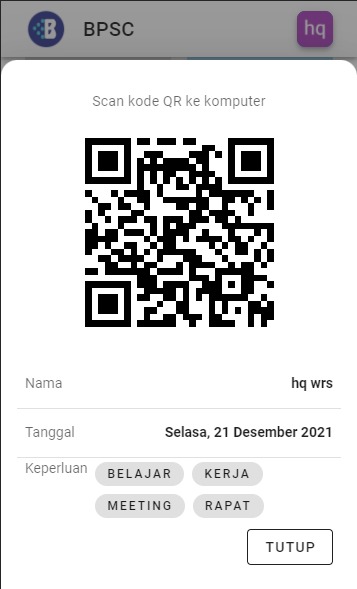 BPSC
hq
Scan kode QR ke komputer
Nama
hq wrs
Tanggal
Selasa, 21 Desember 2021
Keperluan
BELAJAR KERJA
MEETING RAPAT
TUTUP